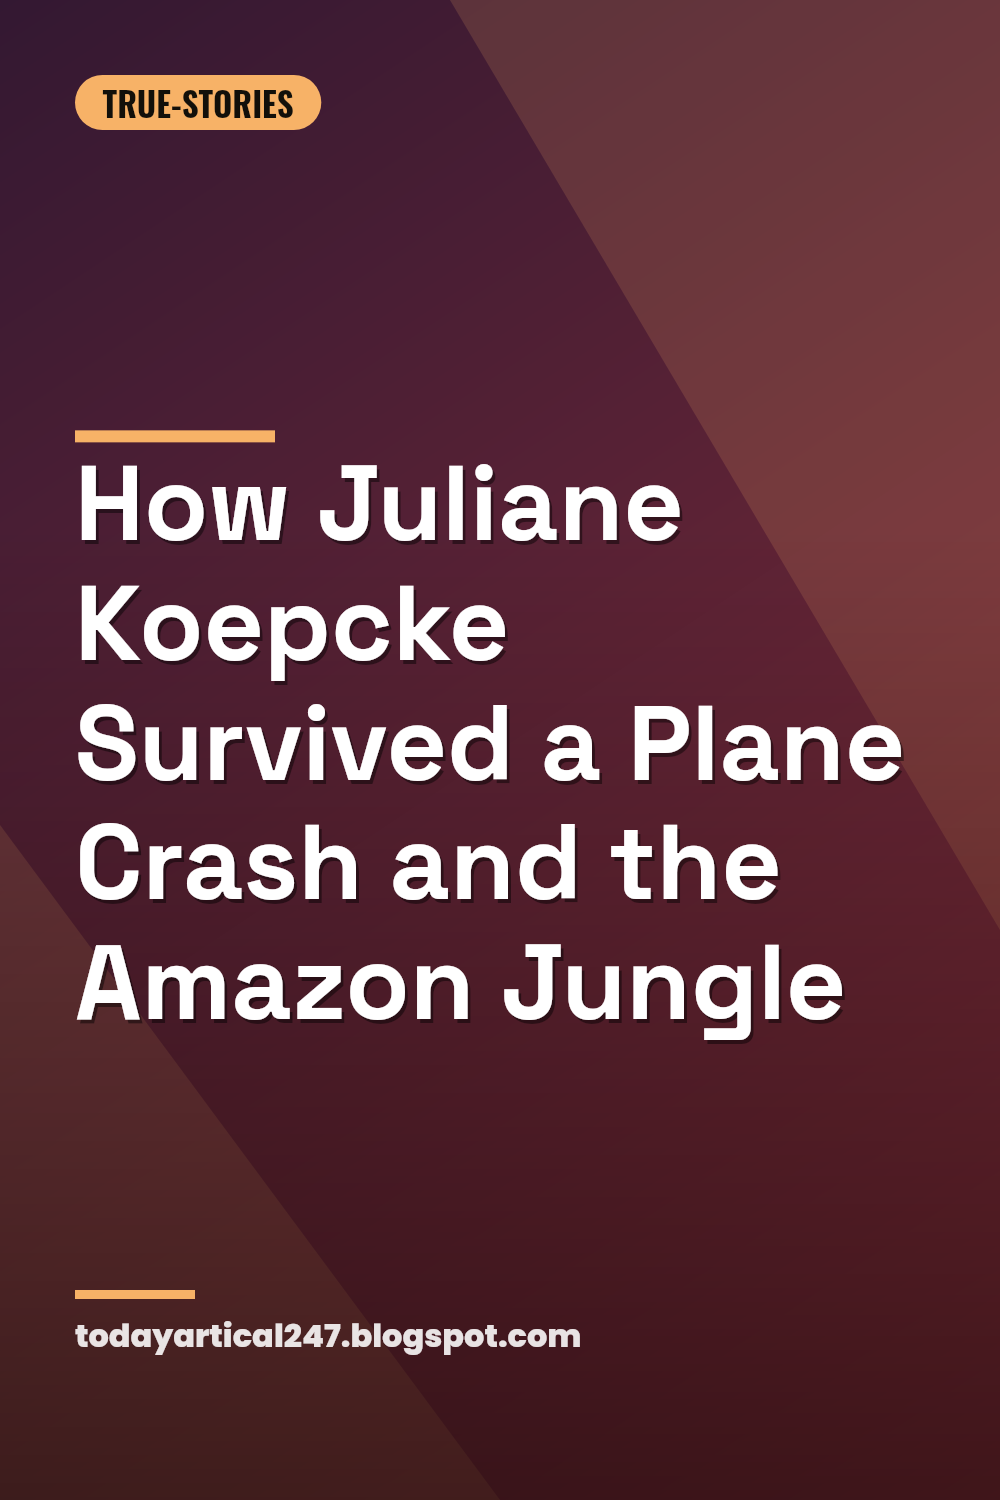 TRUE-STORIES
How Juliane
Koepcke
Survived a Plane
Crash and the
Amazon Jungle
todayartical247.blogspot.com